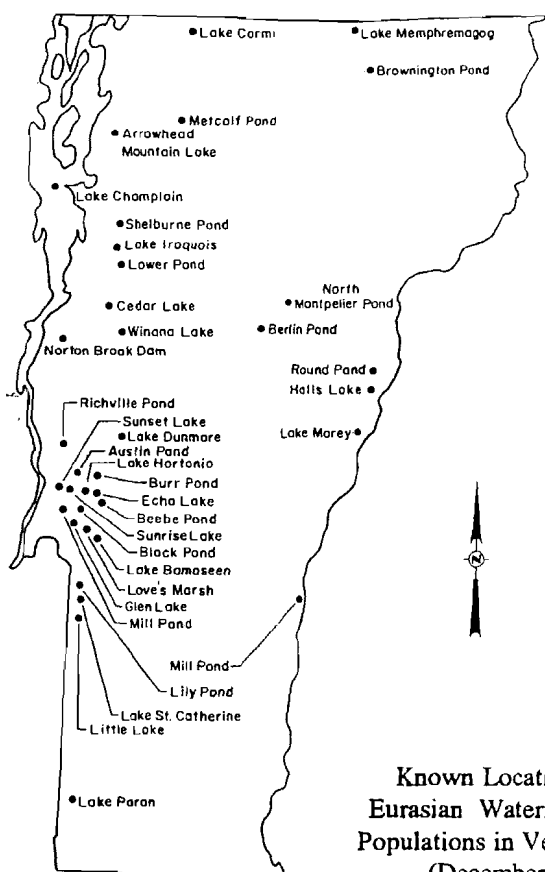 Lake Carmi
Lake Memphremagog
Brownington Pond
Metcalf Pond
Arrowhead
Mountain Lake
Lake Champlain
Shelburne Pond
Lake Iroquois
Lower Pond
North
Montpelier Pond
Cedar Lake
Berlin Pond
Winona Lake
Norton Brook Dam
Round Pond
Halls Lake
Richville Pond
Sunset Lake
Lake Dunmore
Lake Morey
Austin Pond
Lake Hortonia
Burr Pond
Echo Lake
Beebe Pond
Sunrise Lake
Black Pond
Lake Bomoseen
Love's Marsh
Glen Lake
Mill Pond
Mill Pond
Lily Pond
Lake St. Catherine
Little Lake
Lake Paran
N
Known Locat
Eurasian Water
Populations in Ve
(December